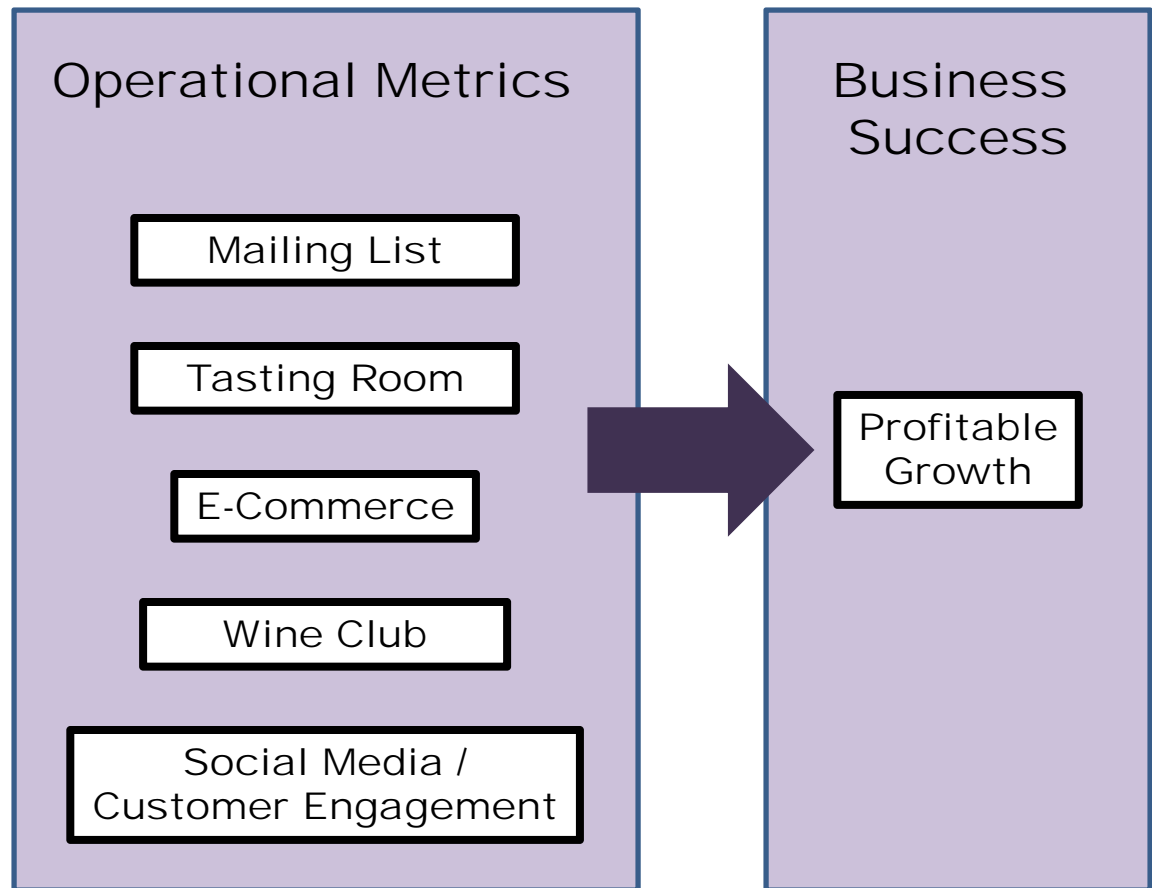 Operational Metrics
Mailing List
Tasting Room
E-Commerce
Wine Club
Social Media /
Customer Engagement
Business
Success
Profitable
Growth